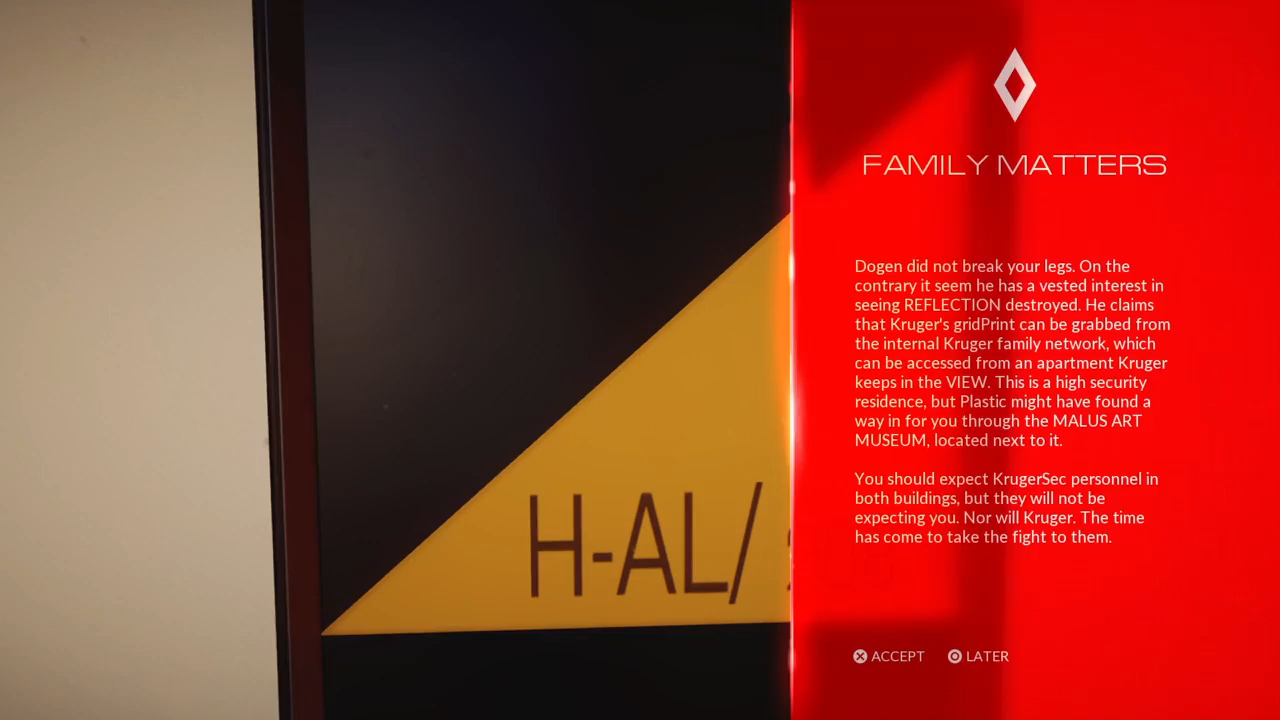 FAMILY MATTERS
Dogen did not break your legs. On the
contrary it seem he has a vested interest in
seeing REFLECTION destroyed. He claims
that Kruger's gridPrint can be grabbed from
the internal Kruger family network, which
can be accessed from an apartment Kruger
keeps in the VIEW. This is a high security
residence, but Plastic might have found a
way in for you through the MALUS ART
MUSEUM, located next to it.
You should expect KrugerSec personnel in
both buildings, but they will not be
expecting you. Nor will Kruger. The time
has come to take the fight to them.
H-AL/
ACCEPT LATER